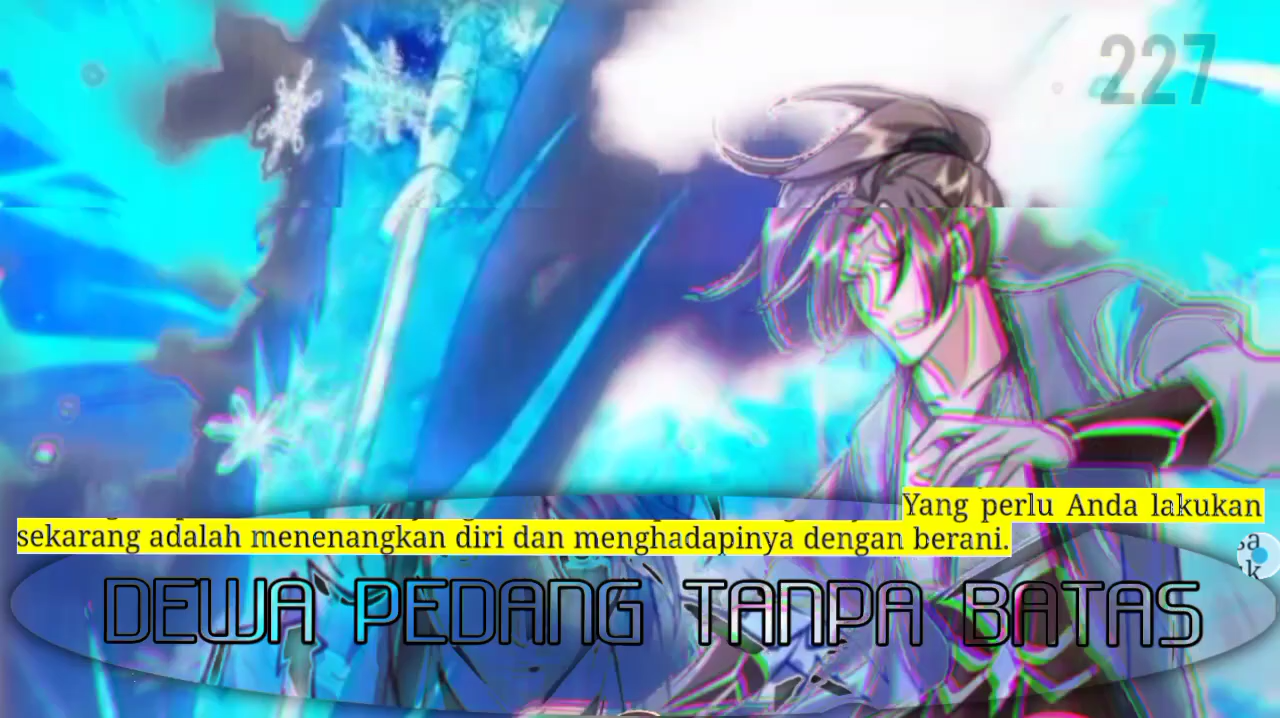 227
Yang perlu Anda lakukan
sekarang adalah menenangkan diri dan menghadapinya dengan berani.
DEWA PEDANG TANPA BATAS